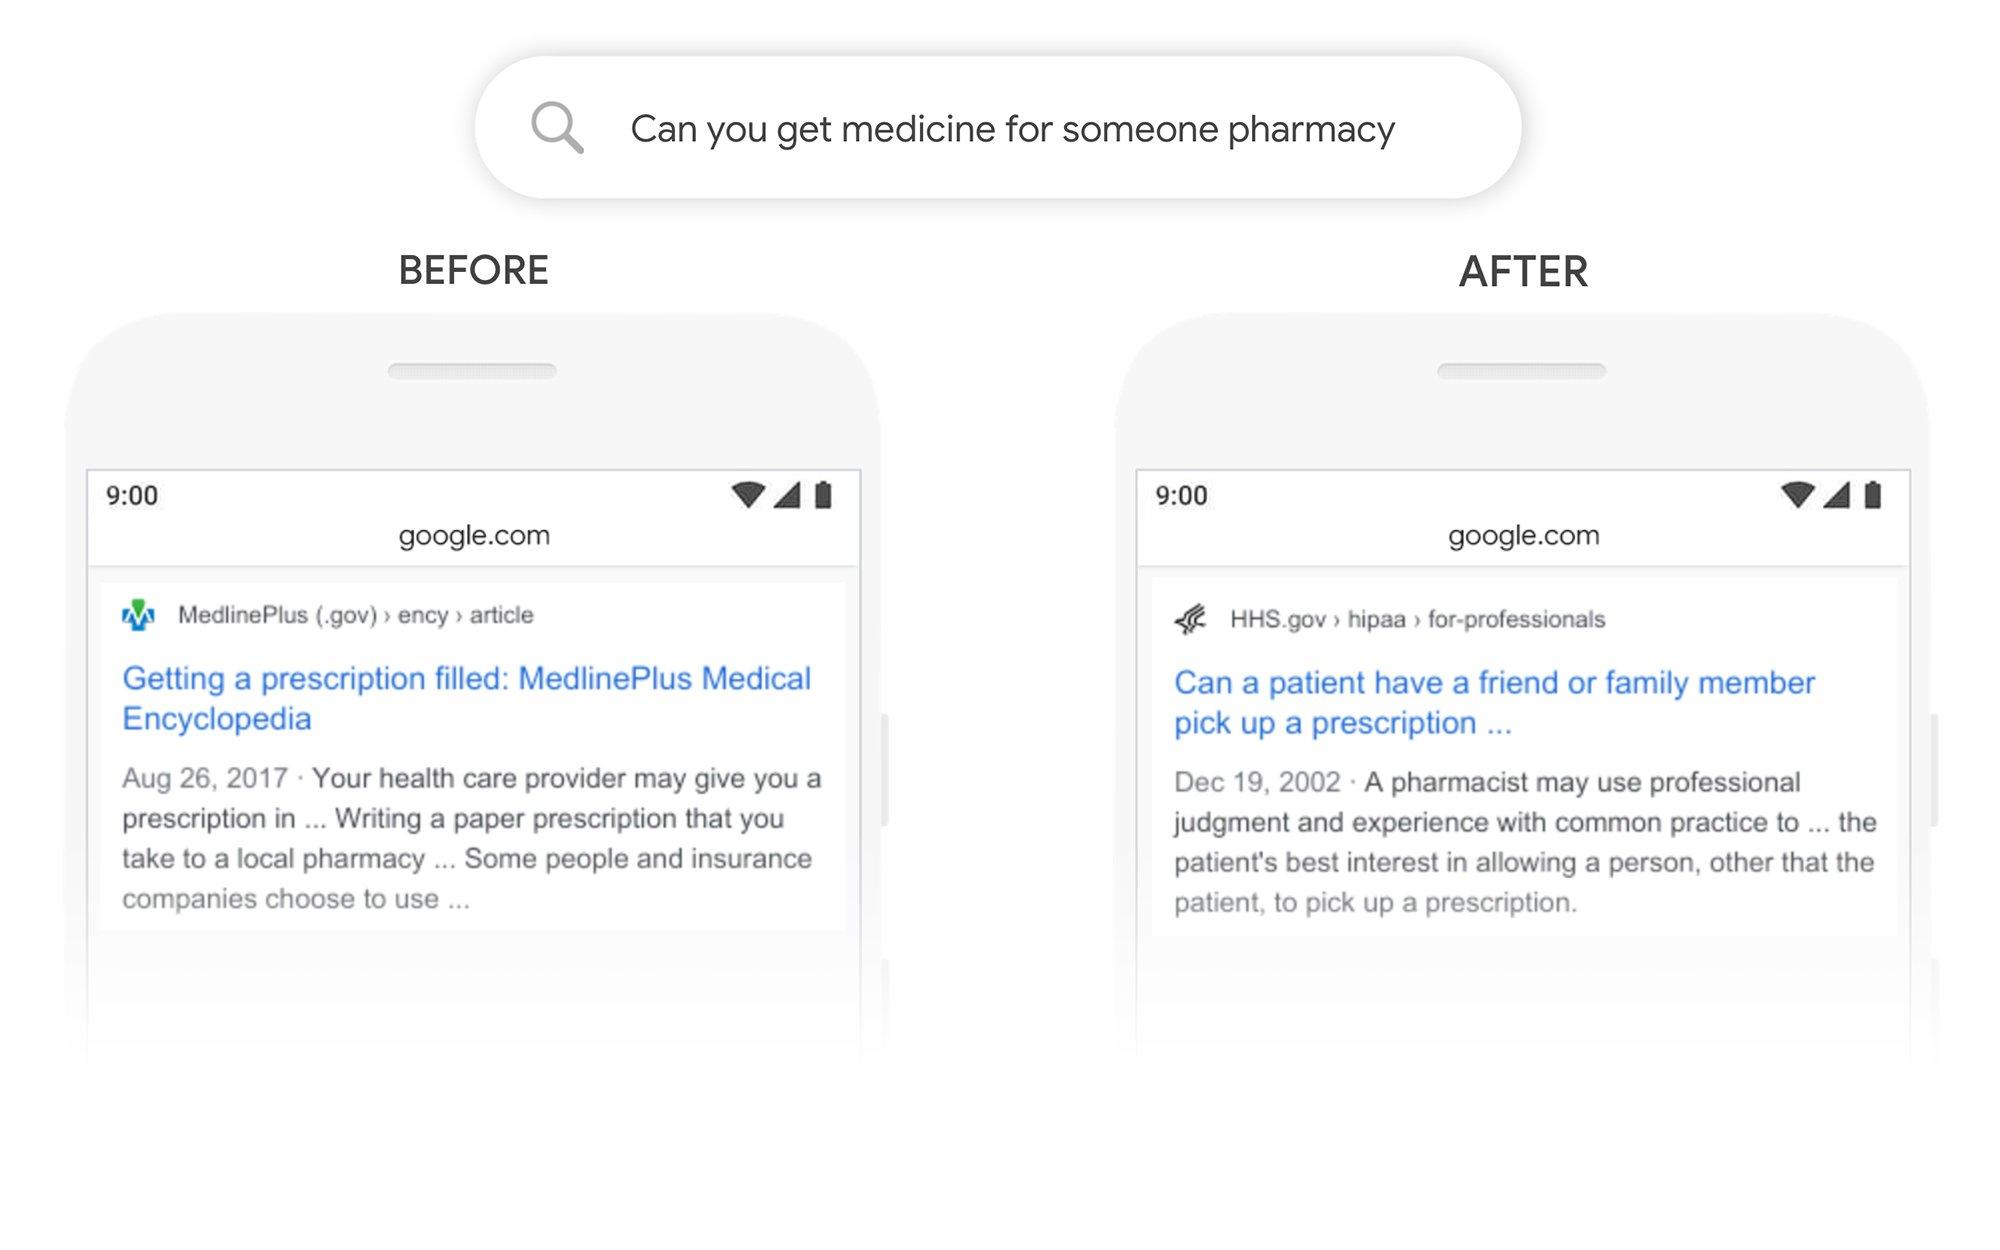 Can you get medicine for someone pharmacy
BEFORE
9:00
google.com
MedlinePlus (.gov) › ency › article
Getting a prescription filled: MedlinePlus Medical
Encyclopedia
Aug 26, 2017 · Your health care provider may give you a
prescription in ... Writing a paper prescription that you
take to a local pharmacy ... Some people and insurance
companies choose to use ...
AFTER
9:00
google.com
HHS.gov › hipaa › for-professionals
Can a patient have a friend or family member
pick up a prescription ...
Dec 19, 2002 · A pharmacist may use professional
judgment and experience with common practice to ... the
patient's best interest in allowing a person, other that the
patient, to pick up a prescription.